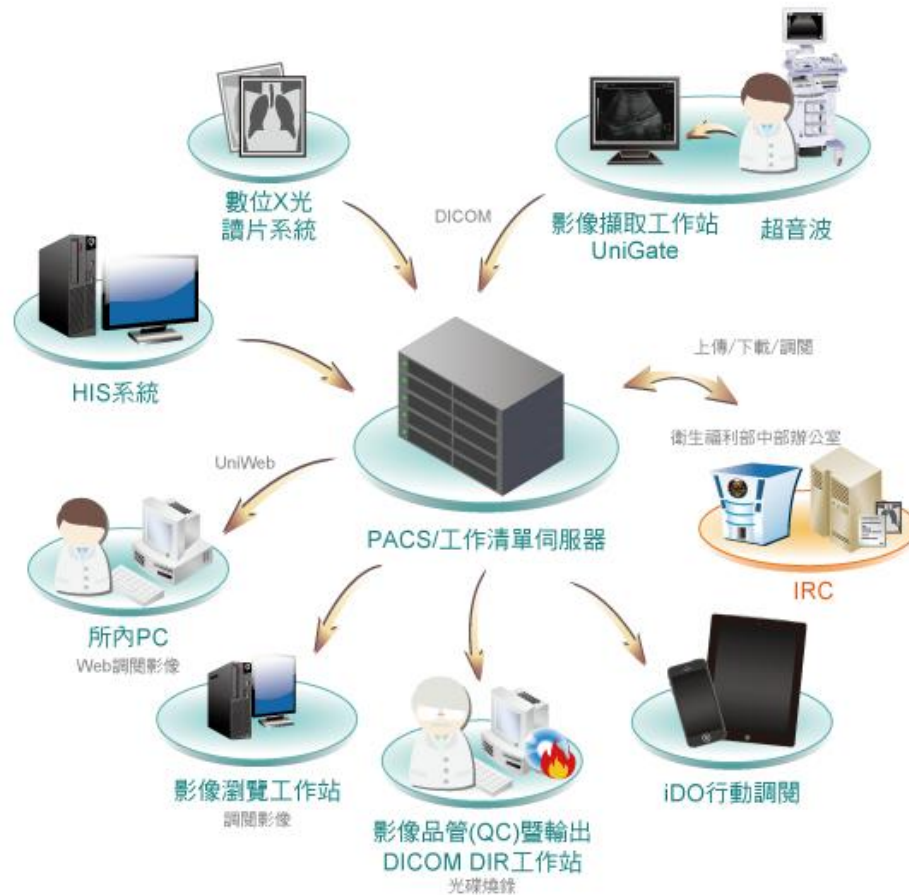 數位X光
讀片系統
DICOM
影像擷取工作站
UniGate
超音波
HIS系統
上傳/下載/調閱
衛生福利部中部辦公室
UniWeb
PACS/工作清單伺服器
IRC
所內PC
Web調閱影像
影像瀏覽工作站
調閱影像
影像品管(QC)暨輸出
DICOM DIR工作站
光碟燒錄
iDO行動調閱